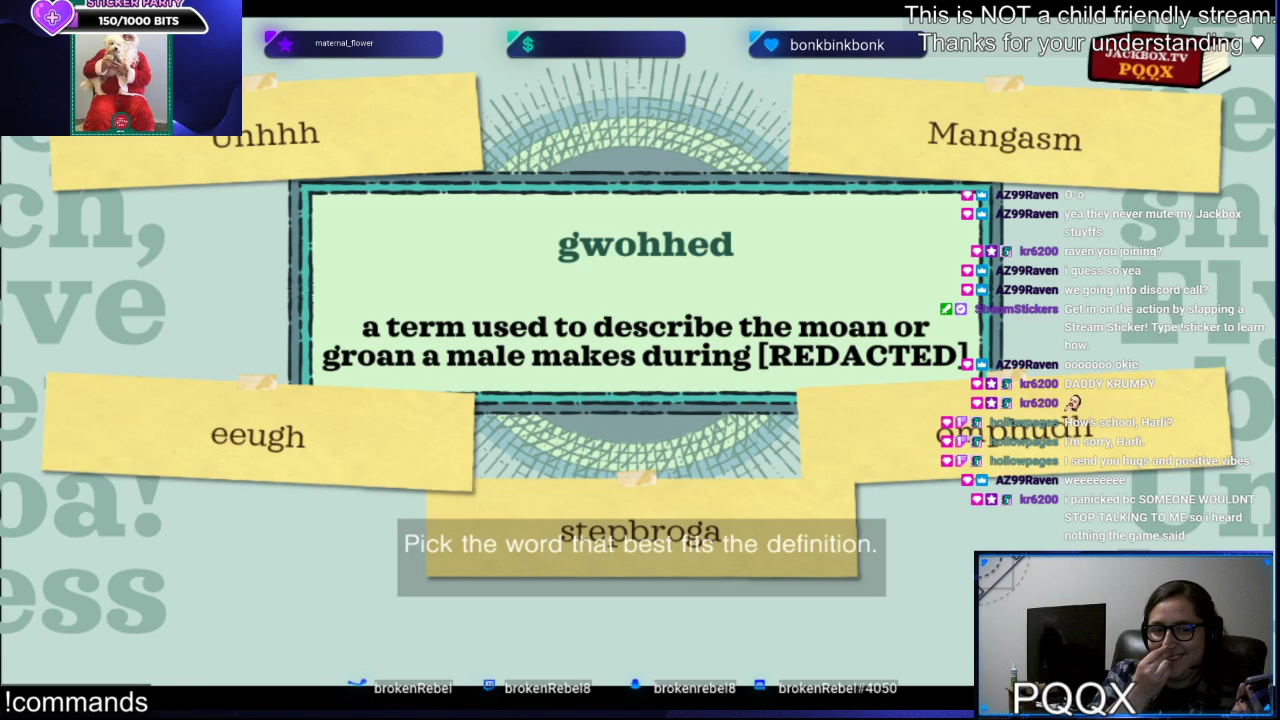 STICKER PARTY
150/1000 BITS
maternal_flower
$
bonkbinkbonk
This is NOT a child friendly stream.
Thanks for your understanding ♥
JACKBOX.TV
PQQX
Uhhhh
Mangasm
gwohhed
a term used to describe the moan or
groan a male makes during [REDACTED]
eeugh
stepbroga
Pick the word that best fits the definition.
AZ99Raven O-o
AZ99Raven yea they never mute my Jackbox
stuyffs
kr6200 raven you joining?
AZ99Raven i guess so yea
AZ99Raven we going into discord call?
StreamStickers Get in on the action by slapping a
Stream Sticker! Type !sticker to learn
how.
AZ99Raven ooooooo okie
kr6200 DADDY KRUMPY
kr6200
hollowpages How's school, Harli?
hollowpages I'm sorry, Harli.
hollowpages I send you hugs and positive vibes
AZ99Raven weeeeeeee
kr6200 i panicked bc SOMEONE WOULDNT
STOP TALKING TO ME so i heard
nothing the game said
ch,
ve
e
oa!
ess
PQQX
brokenRebel
brokenRebel8
brokenrebel8
brokenRebel#4050
!commands